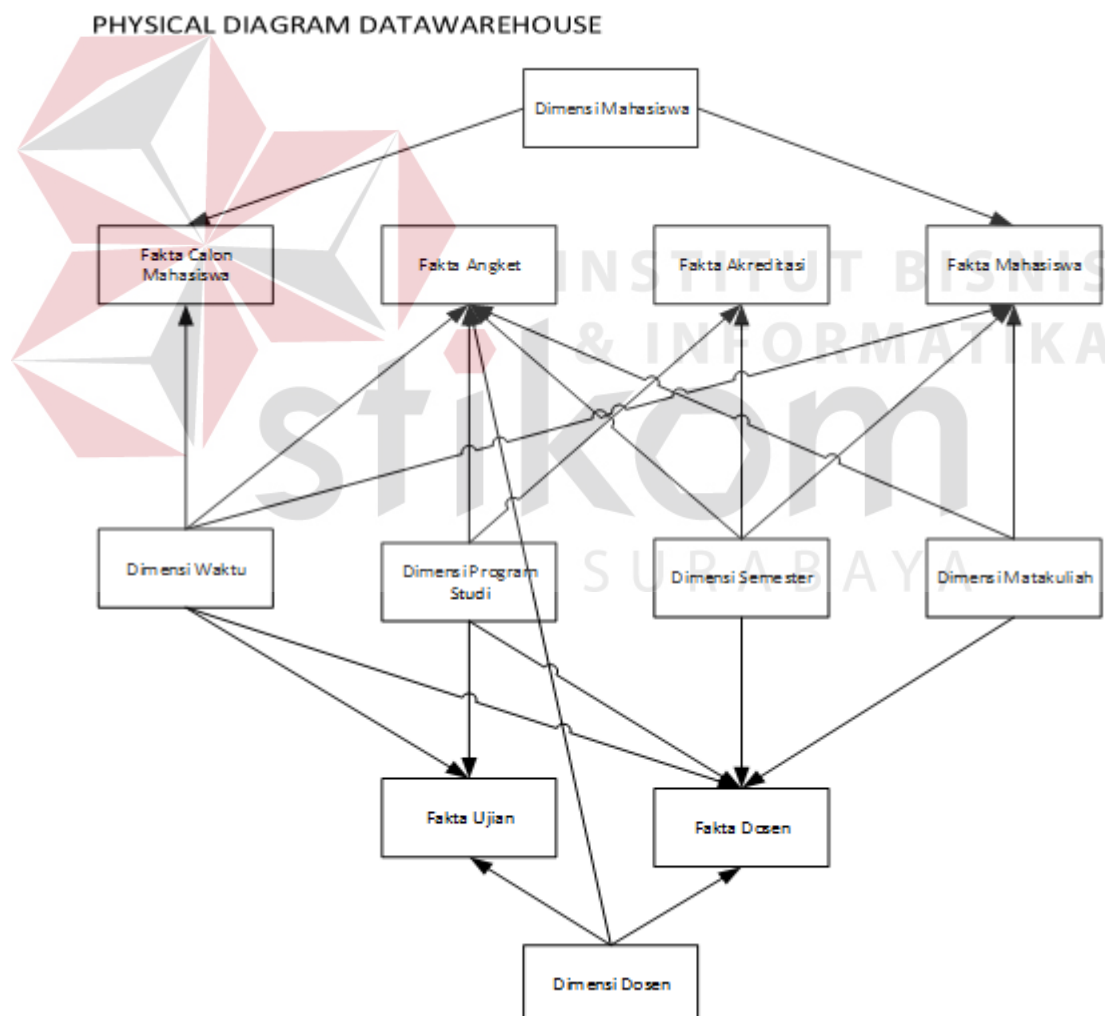 PHYSICAL DIAGRAM DATAWAREHOUSE
Dimensi Mahasiswa
Fakta Calon
Mahasiswa
Fakta Angket
Fakta Akreditasi
Fakta Mahasiswa
INSTITUT BISNIS
& INFORMATIKA
stikom
SURABAYA
Dimensi Waktu
Dimensi Program
Studi
Dimensi Semester
Dimensi Matakuliah
Fakta Ujian
Fakta Dosen
Dimensi Dosen